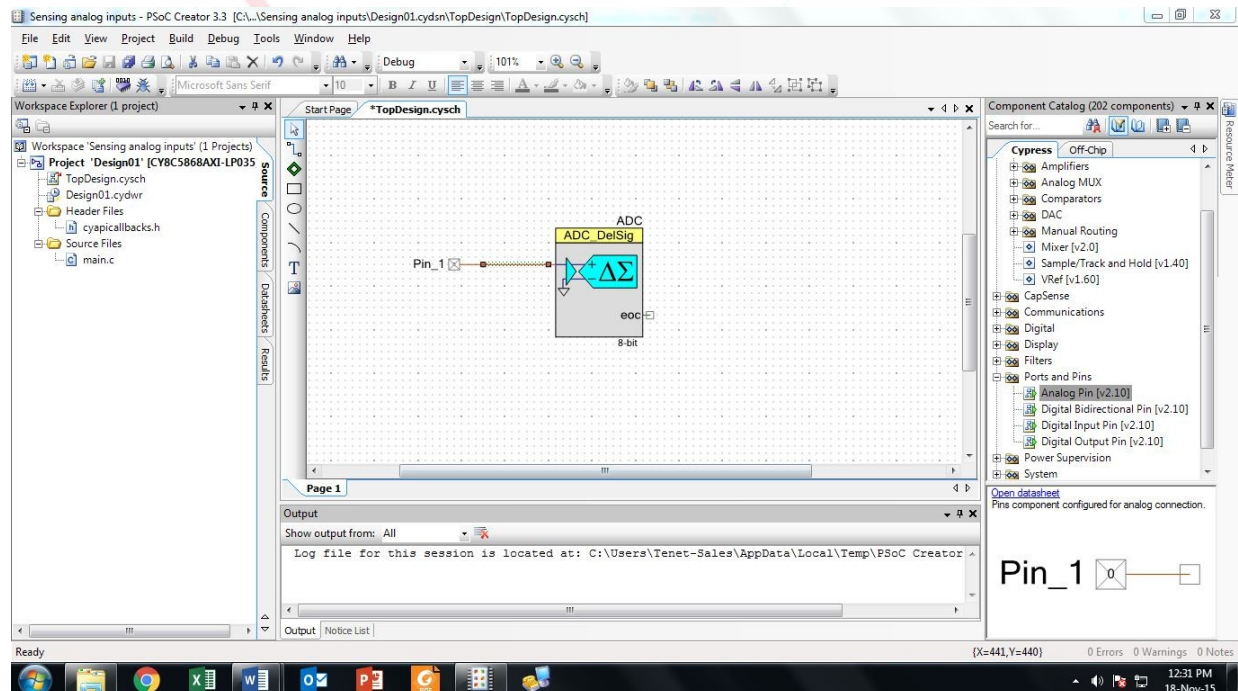 Sensing analog inputs - PSoC Creator 3.3 [C:\...\Sensing analog inputs\Design01.cydsn\TopDesign\TopDesign.cysch]
File Edit View Project Build Debug Tools Window Help
Debug 101%
Microsoft Sans Serif 10 B I U A
Workspace Explorer (1 project)
Workspace 'Sensing analog inputs' (1 Projects)
Project 'Design01' [CY8C5868AXI-LP035
TopDesign.cysch
Design01.cydwr
Header Files
cyapicallbacks.h
Source Files
main.c
Source
Components
Datasheets
Results
Start Page *TopDesign.cysch
T
ADC
ADC_DelSig
Pin_1
+ ΔΣ
-
eoc
8-bit
Page 1
Output
Show output from: All
Log file for this session is located at: C:\Users\Tenet-Sales\AppData\Local\Temp\PSoC Creator
Output Notice List
Component Catalog (202 components)
Search for...
Cypress Off-Chip
Amplifiers
Analog MUX
Comparators
DAC
Manual Routing
Mixer [v2.0]
Sample/Track and Hold [v1.40]
VRef [v1.60]
CapSense
Communications
Digital
Display
Filters
Ports and Pins
Analog Pin [v2.10]
Digital Bidirectional Pin [v2.10]
Digital Input Pin [v2.10]
Digital Output Pin [v2.10]
Power Supervision
System
Open datasheet
Pins component configured for analog connection.
Pin_1 0
Resource Meter
Ready {X=441,Y=440} 0 Errors 0 Warnings 0 Notes
12:31 PM
18-Nov-15